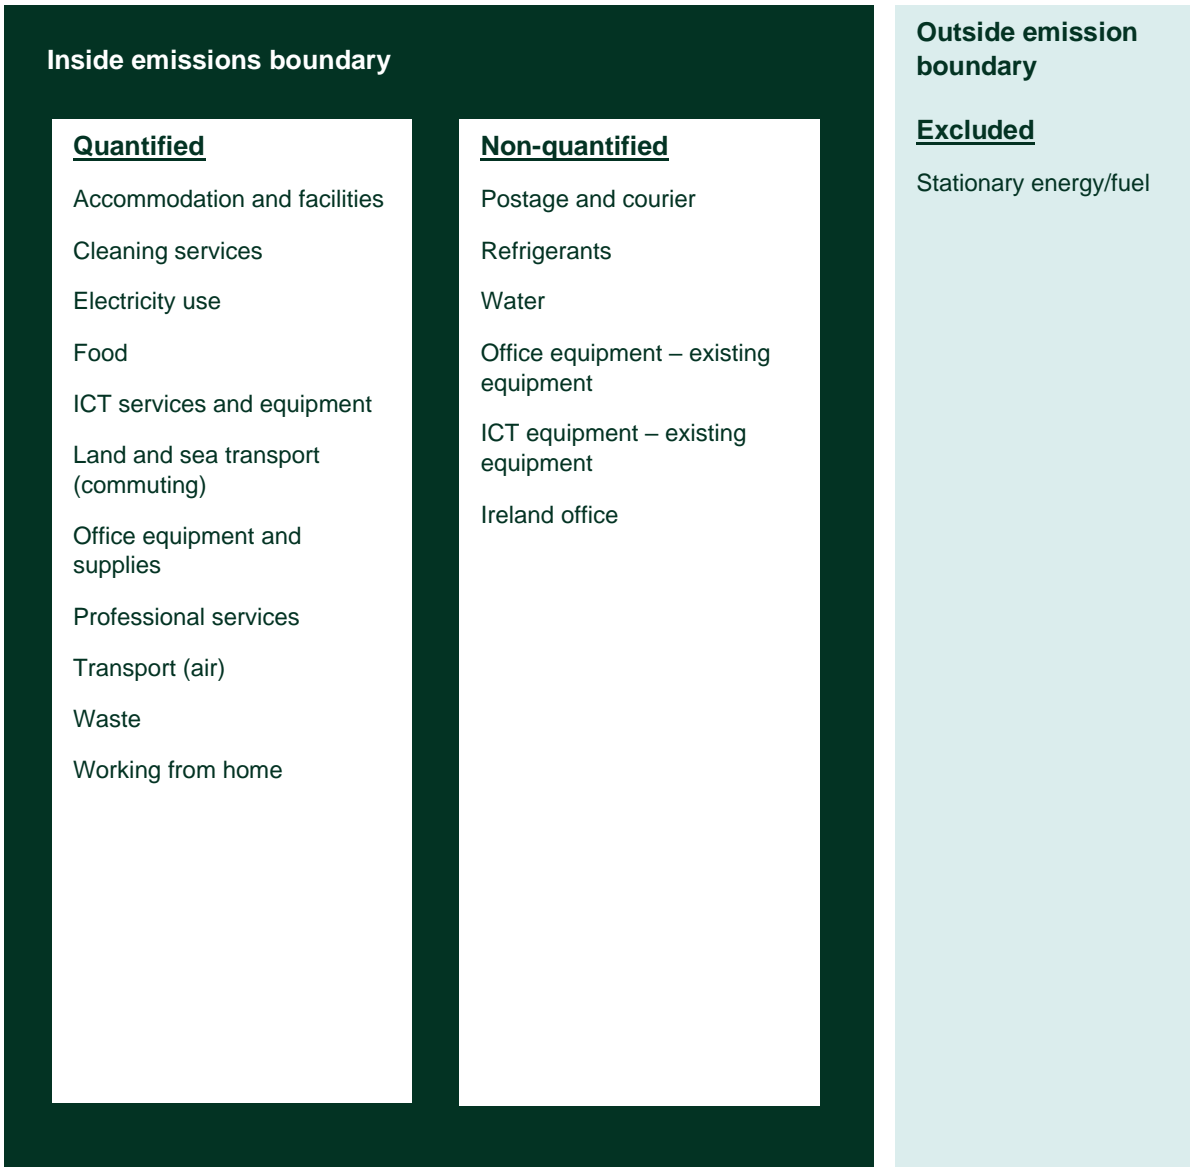 Inside emissions boundary
Quantified
Accommodation and facilities
Cleaning services
Electricity use
Food
ICT services and equipment
Land and sea transport
(commuting)
Office equipment and
supplies
Professional services
Transport (air)
Waste
Working from home
Non-quantified
Postage and courier
Refrigerants
Water
Office equipment – existing
equipment
ICT equipment – existing
equipment
Ireland office
Outside emission
boundary
Excluded
Stationary energy/fuel